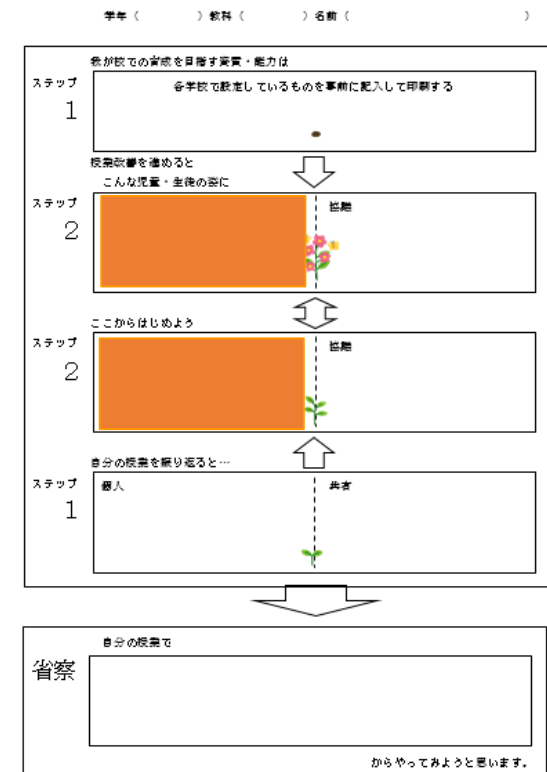 学年（　　　　）教科（　　　　）名前（　　　　　　　　　　　　）
我が校での育成を目指す資質・能力は
ステップ
1
各学校で設定しているものを事前に記入して印刷する
授業改善を進めると
こんな児童・生徒の姿に
ステップ
2
協働
ここからはじめよう
ステップ
2
協働
自分の授業を振り返ると…
ステップ
1
個人
共有
省察
自分の授業で
からやってみようと思います。